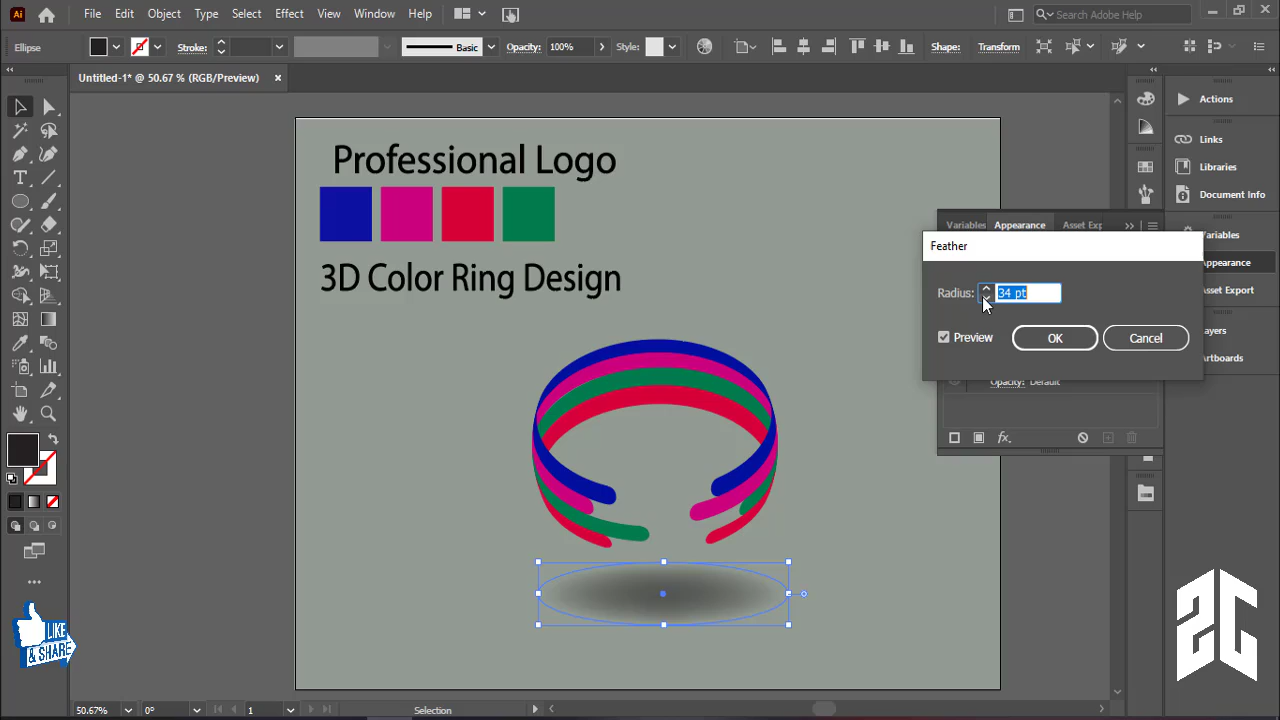 Ai File Edit Object Type Select Effect View Window Help Search Adobe Help
Ellipse Stroke: Basic Opacity: 100% Style: Shape: Transform
Untitled-1* @ 50.67 % (RGB/Preview) ×
Actions
Links
Libraries
Document Info
Variables
Appearance
Asset Export
ayers
Artboards
Variables Appearance Asset Exp
Feather
Radius: 34 pt
Preview OK Cancel
Opacity: Default
fx.
Professional Logo
3D Color Ring Design
LIKE
& SHARE
50.67% 0° 1 Selection